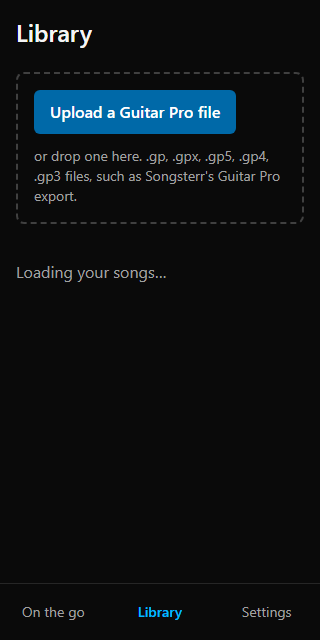 Library
Upload a Guitar Pro file
or drop one here. .gp, .gpx, .gp5, .gp4,
.gp3 files, such as Songsterr's Guitar Pro
export.
Loading your songs...
On the go
Library
Settings